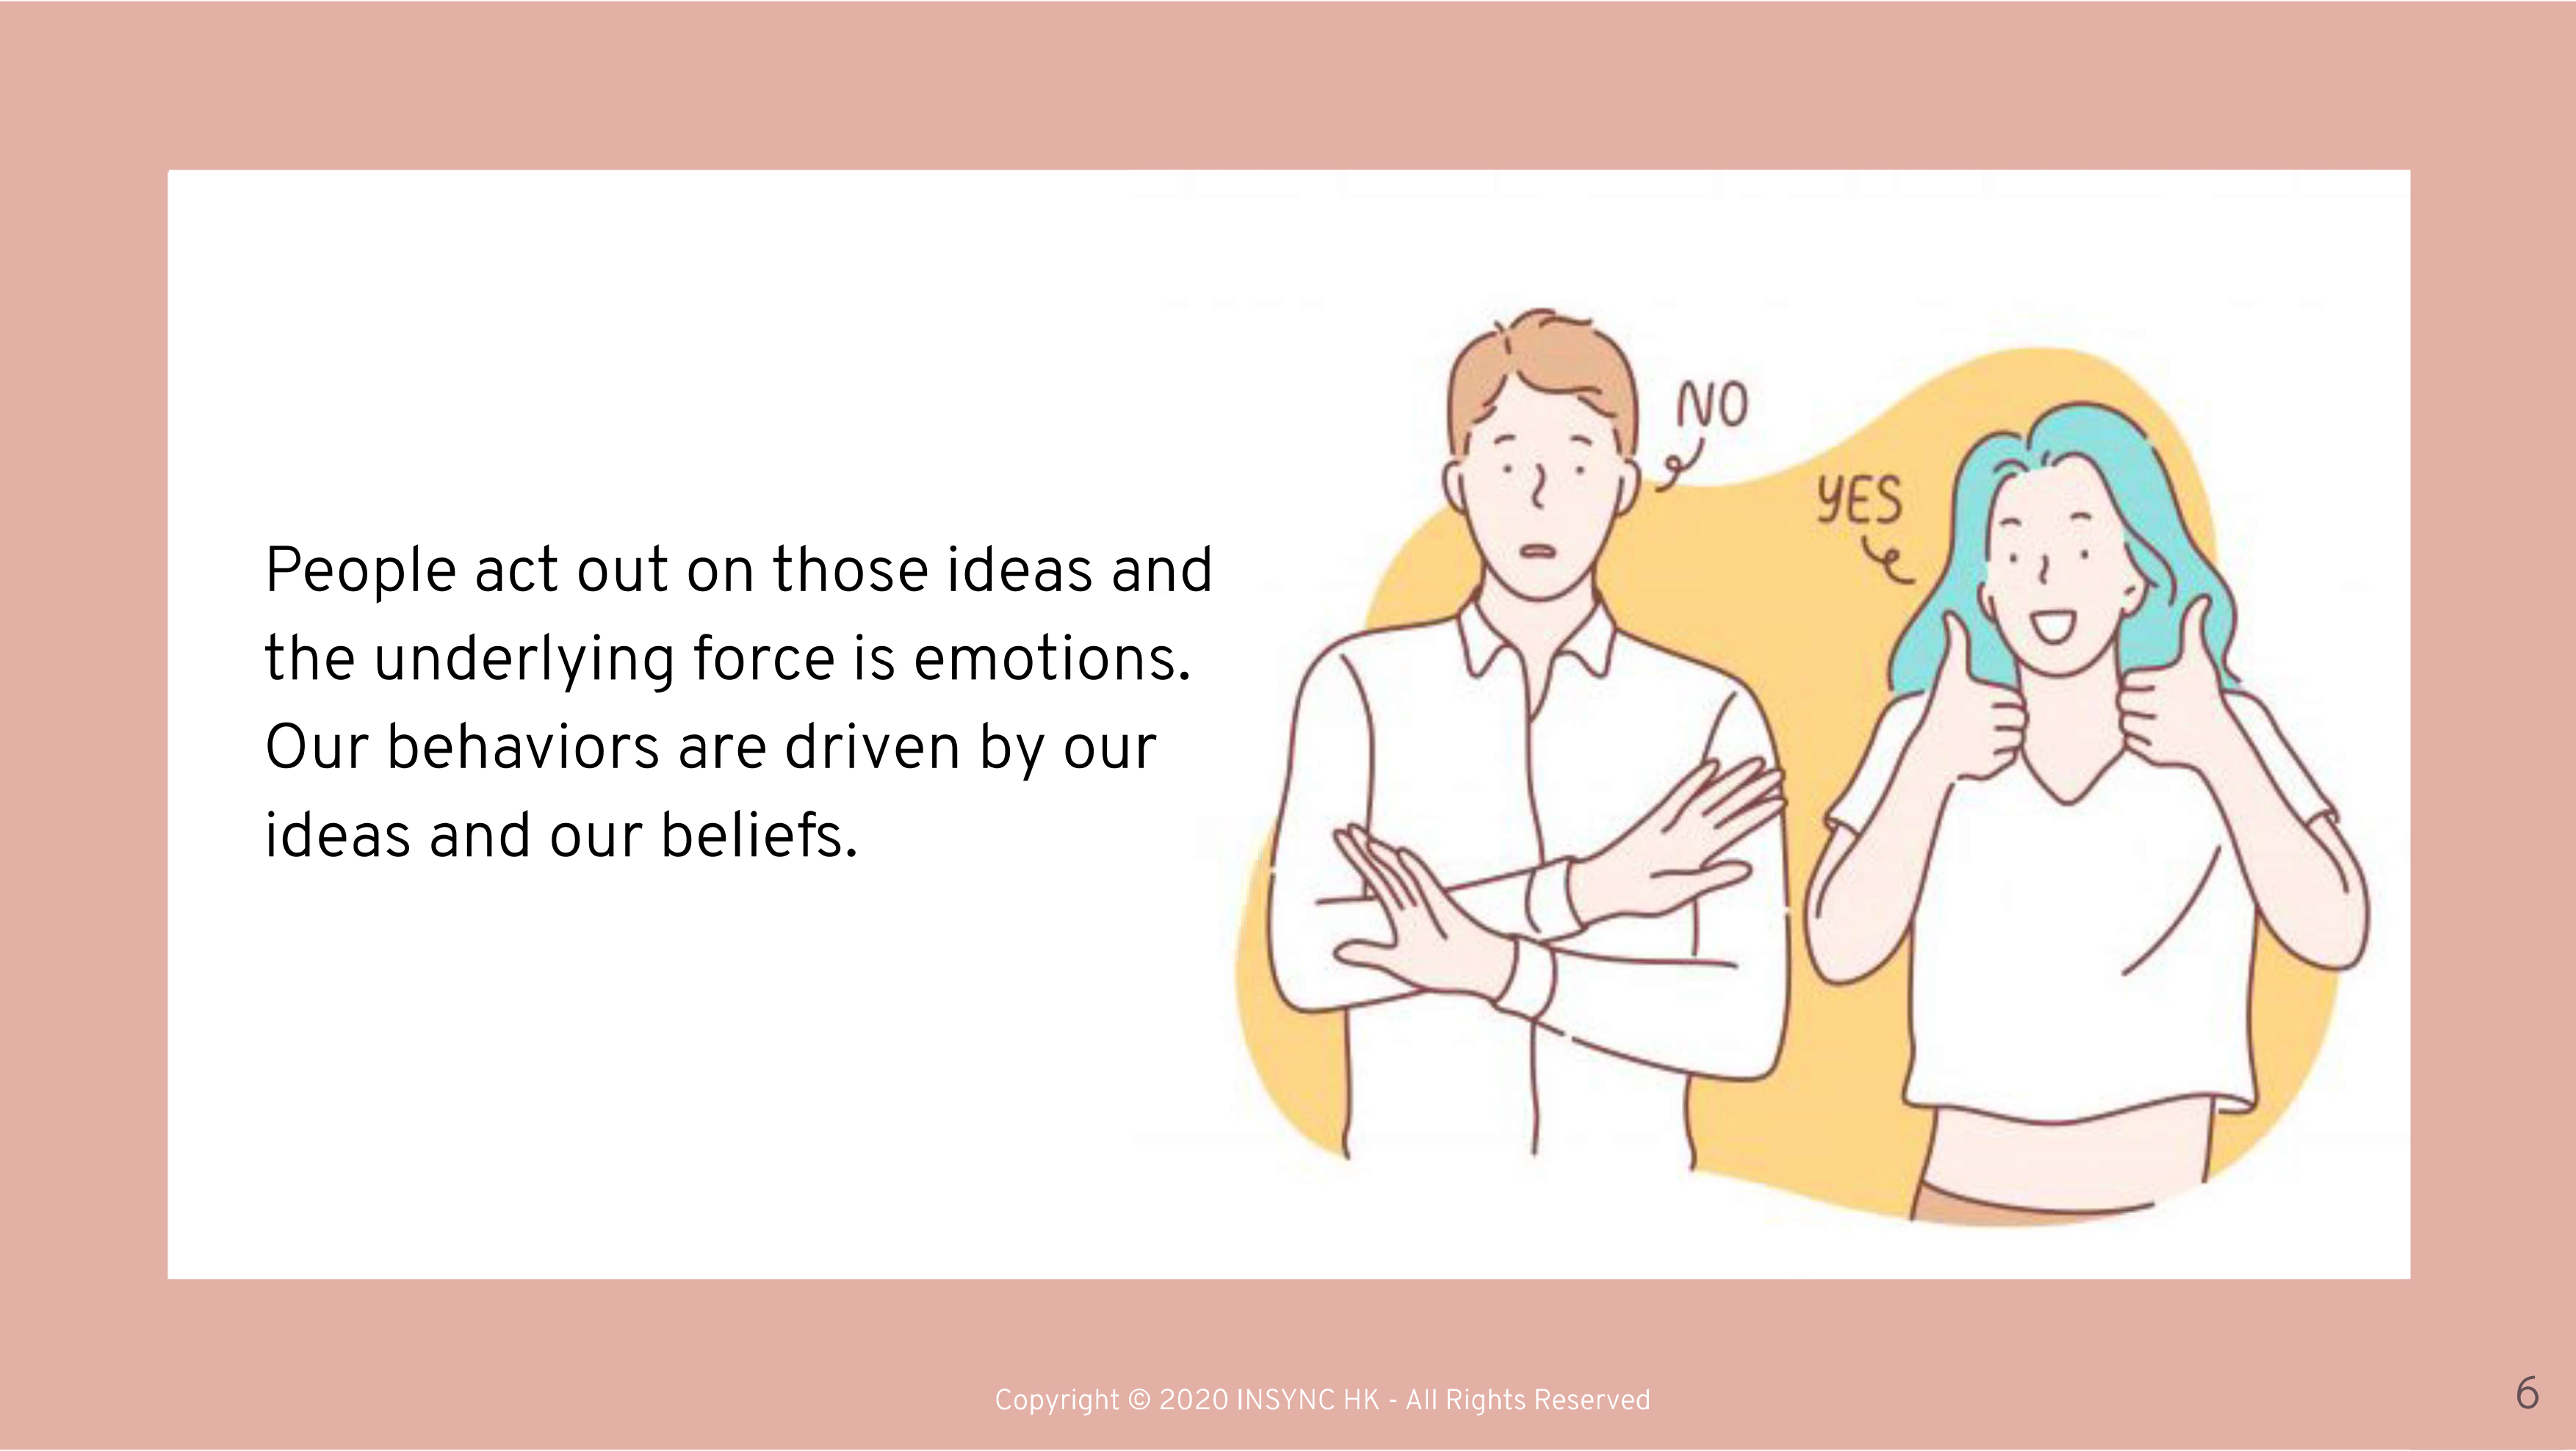 NO
YES
People act out on those ideas and
the underlying force is emotions.
Our behaviors are driven by our
ideas and our beliefs.
Copyright © 2020 INSYNC HK - All Rights Reserved
6